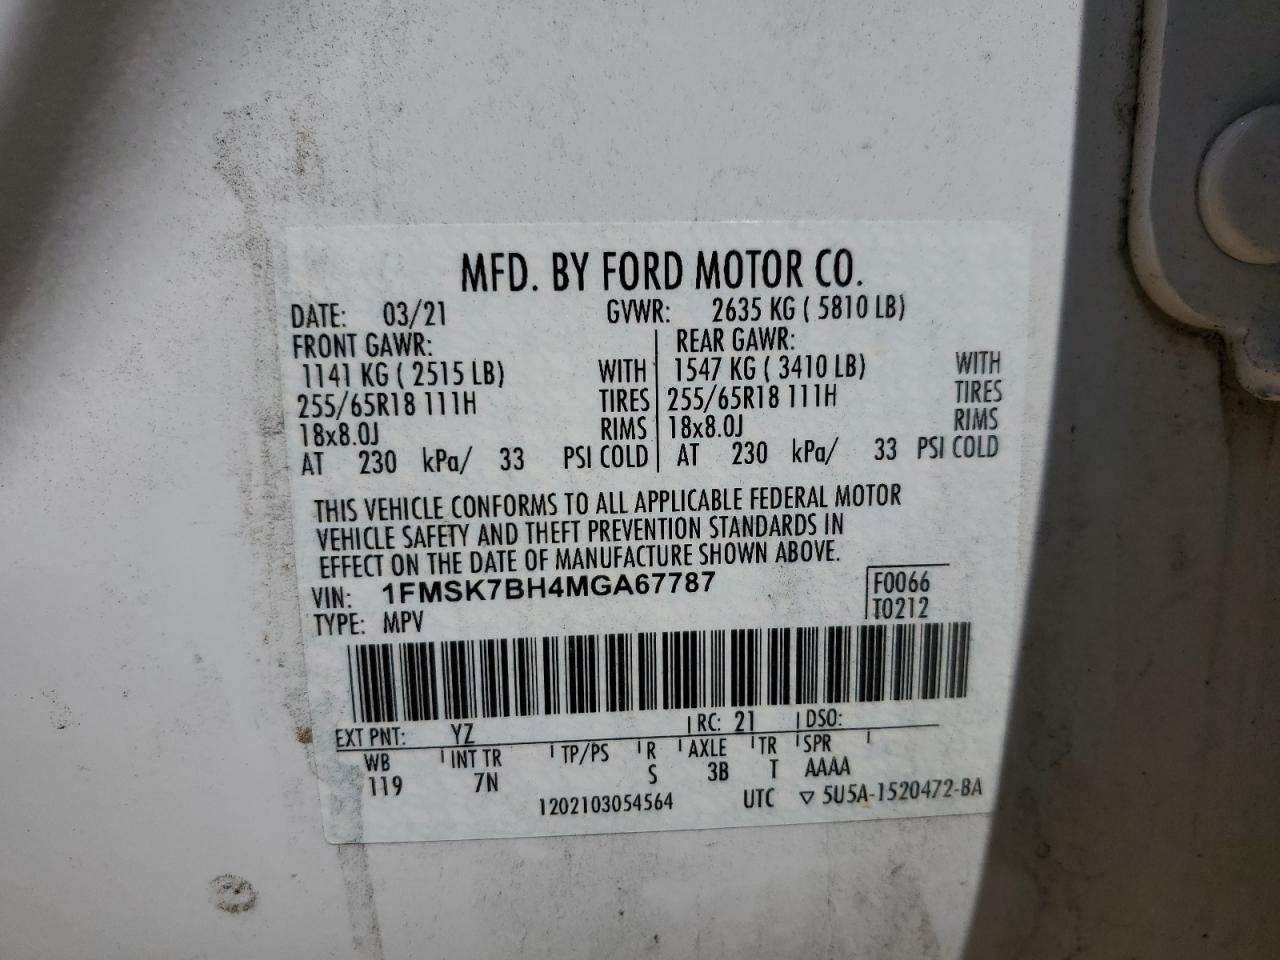 MFD. BY FORD MOTOR CO.
DATE: 03/21 GVWR: 2635 KG ( 5810 LB)
FRONT GAWR: REAR GAWR:
1141 KG ( 2515 LB) WITH 1547 KG ( 3410 LB) WITH
255/65R18 111H TIRES 255/65R18 111H TIRES
18x8.0J RIMS 18x8.0J RIMS
AT 230 kPa/ 33 PSI COLD AT 230 kPa/ 33 PSI COLD
THIS VEHICLE CONFORMS TO ALL APPLICABLE FEDERAL MOTOR
VEHICLE SAFETY AND THEFT PREVENTION STANDARDS IN
EFFECT ON THE DATE OF MANUFACTURE SHOWN ABOVE.
VIN: 1FMSK7BH4MGA67787 F0066
TYPE: MPV T0212
EXT PNT: YZ RC: 21 DSO:
WB INT TR TP/PS R AXLE TR SPR
119 7N S 3B T AAAA
1202103054564 UTC ▽ 5U5A-1520472-BA